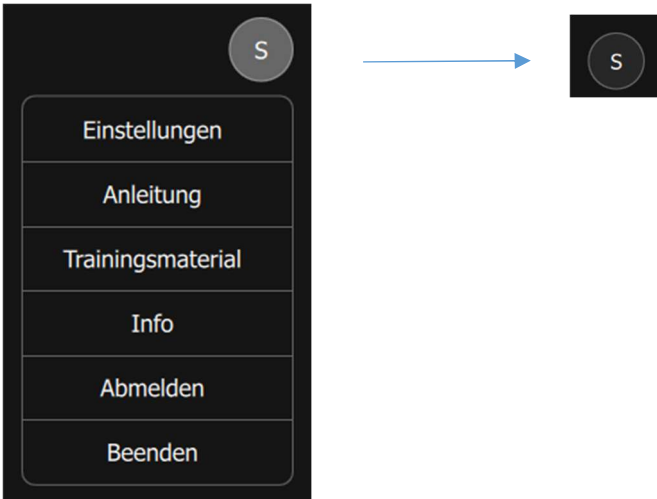 S
S
Einstellungen
Anleitung
Trainingsmaterial
Info
Abmelden
Beenden